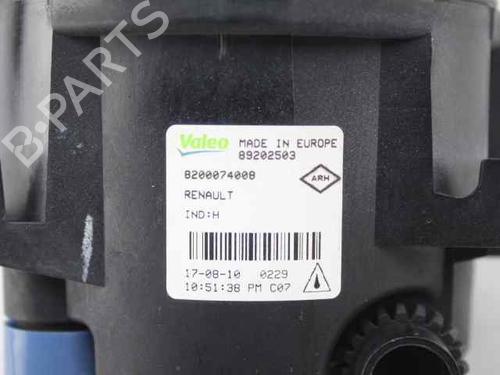 B-PARTS
Valeo MADE IN EUROPE
89202503
8200074008
ARH
RENAULT
IND:H
17-08-10 0229
10:51:38 PM C07